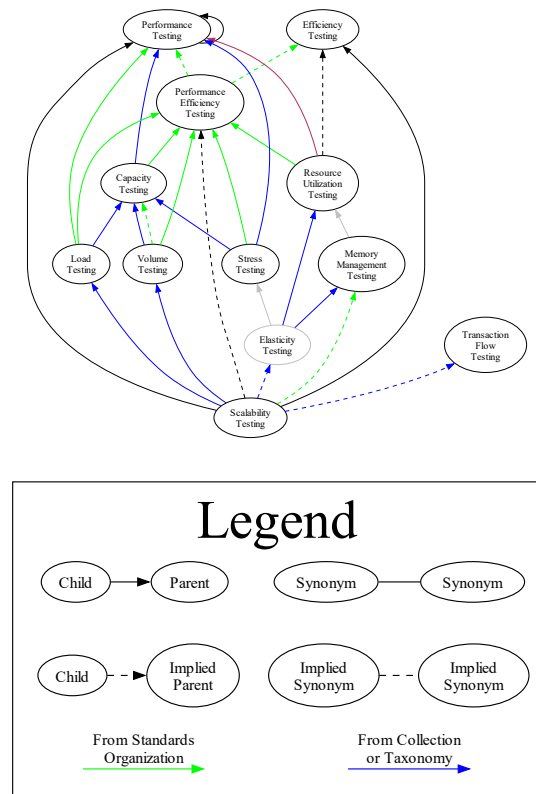 Performance
Testing
Efficiency
Testing
Performance
Efficiency
Testing
Capacity
Testing
Resource
Utilization
Testing
Load
Testing
Volume
Testing
Stress
Testing
Memory
Management
Testing
Elasticity
Testing
Transaction
Flow
Testing
Scalability
Testing
Legend
Child
Parent
Synonym
Synonym
Child
Implied
Parent
Implied
Synonym
Implied
Synonym
From Standards
Organization
From Collection
or Taxonomy